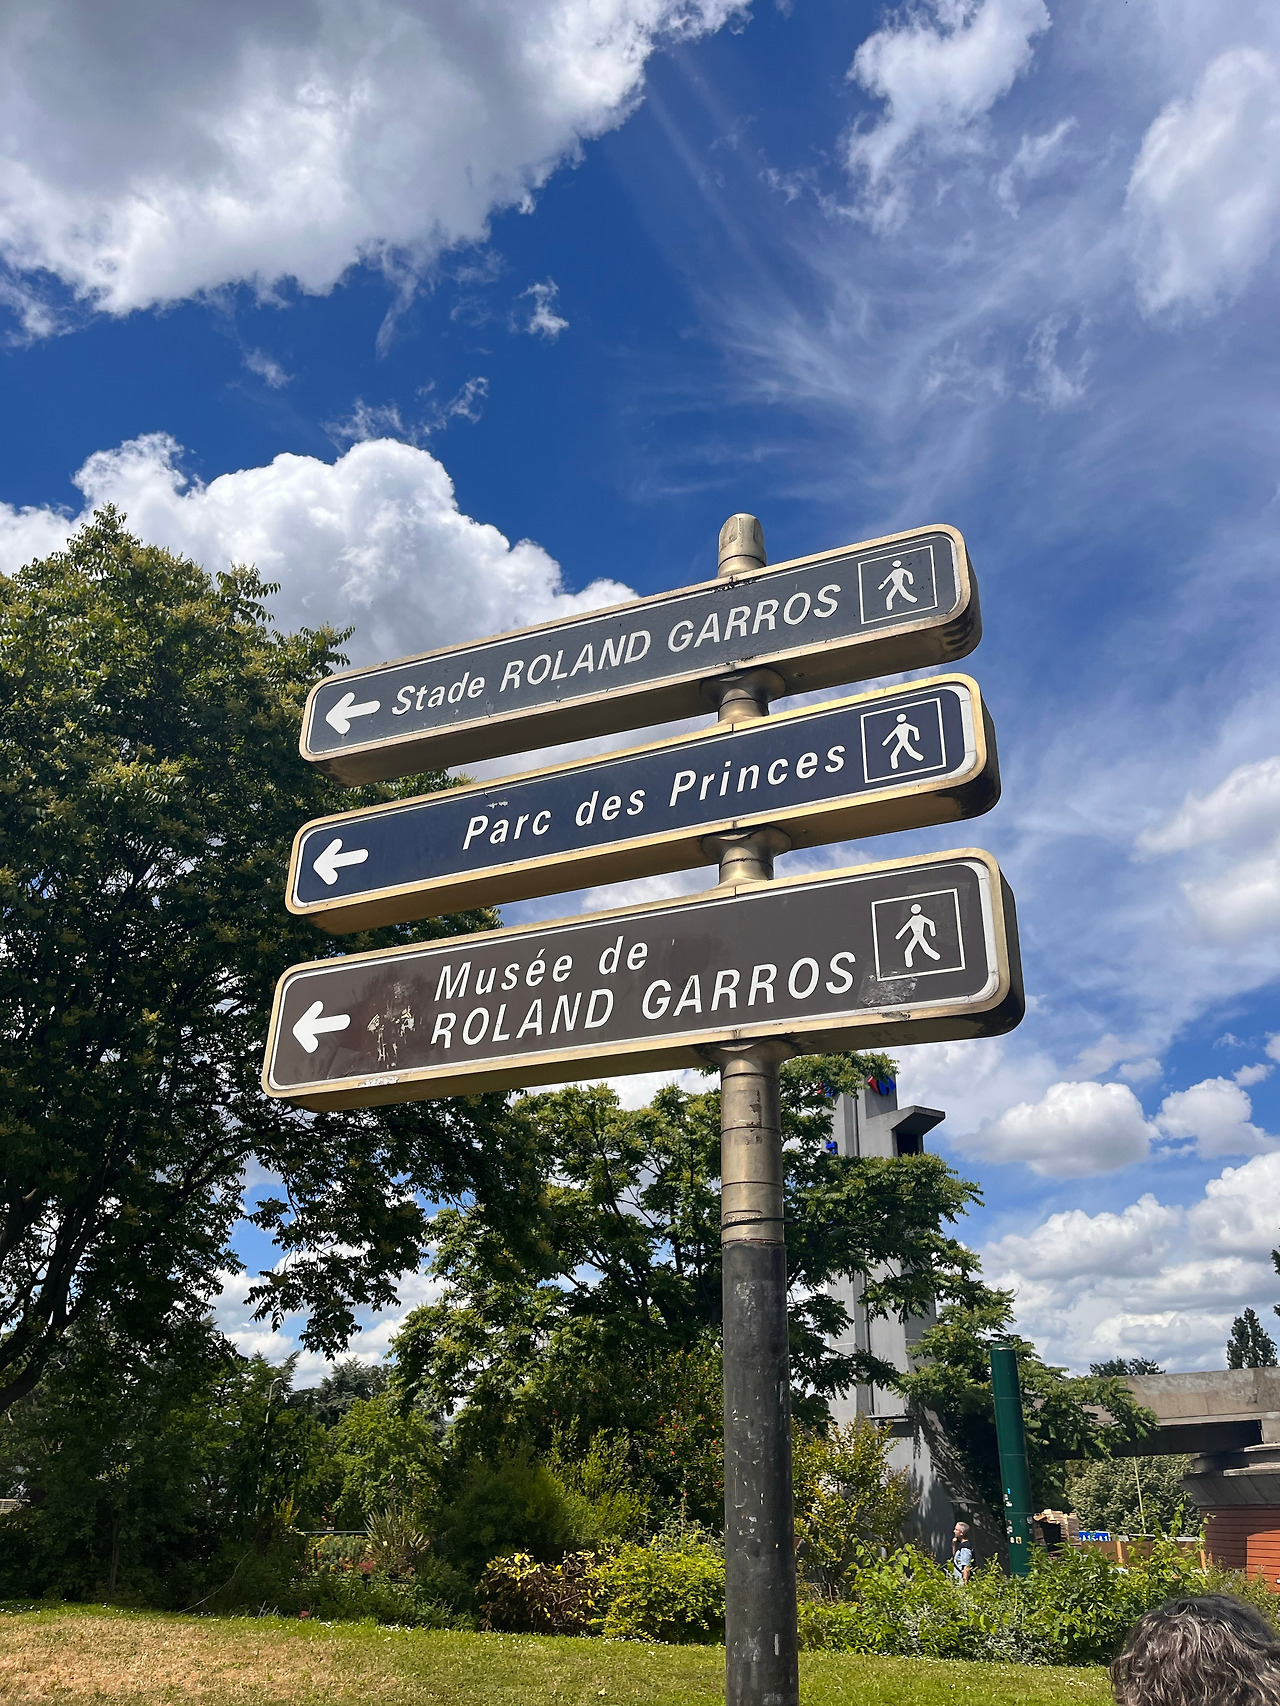 Stade ROLAND GARROS
Parc des Princes
Musée de
ROLAND GARROS